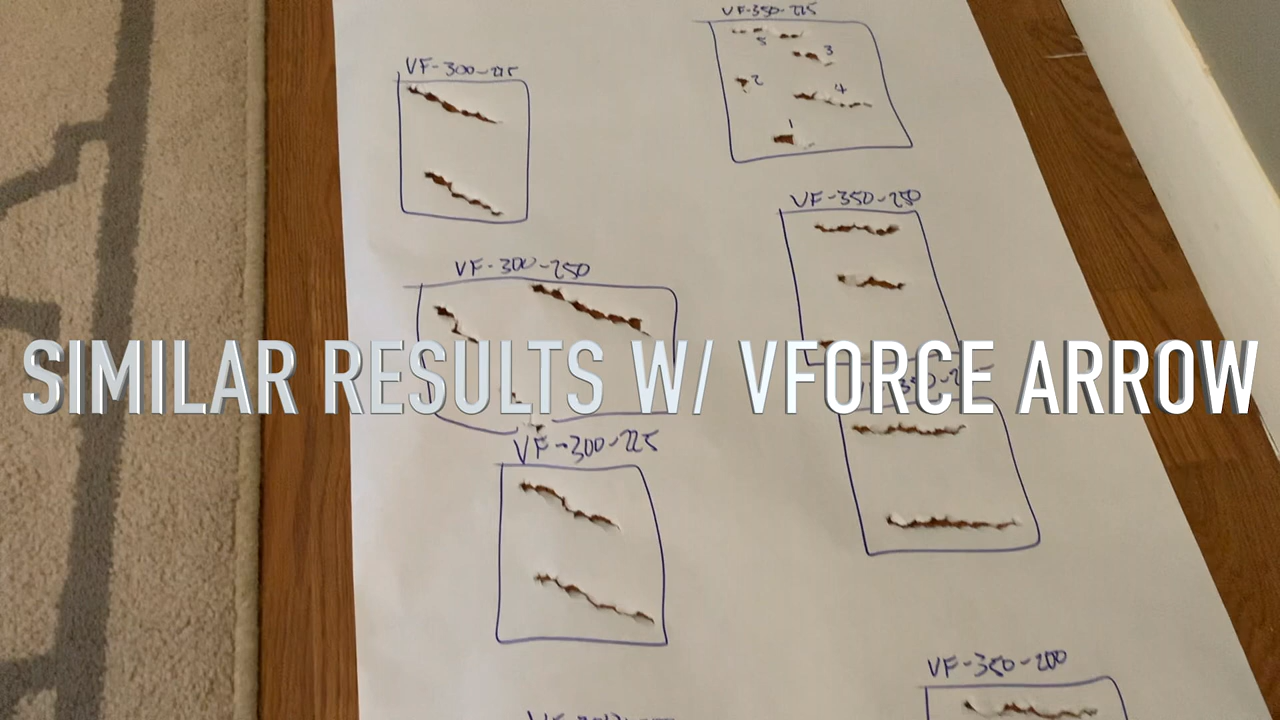 VF-350-225
5
3
2
4
1
VF-300-225
VF-350-250
VF-300-250
SIMILAR RESULTS W/ VFORCE ARROW
VF-300-225
VF-350-200